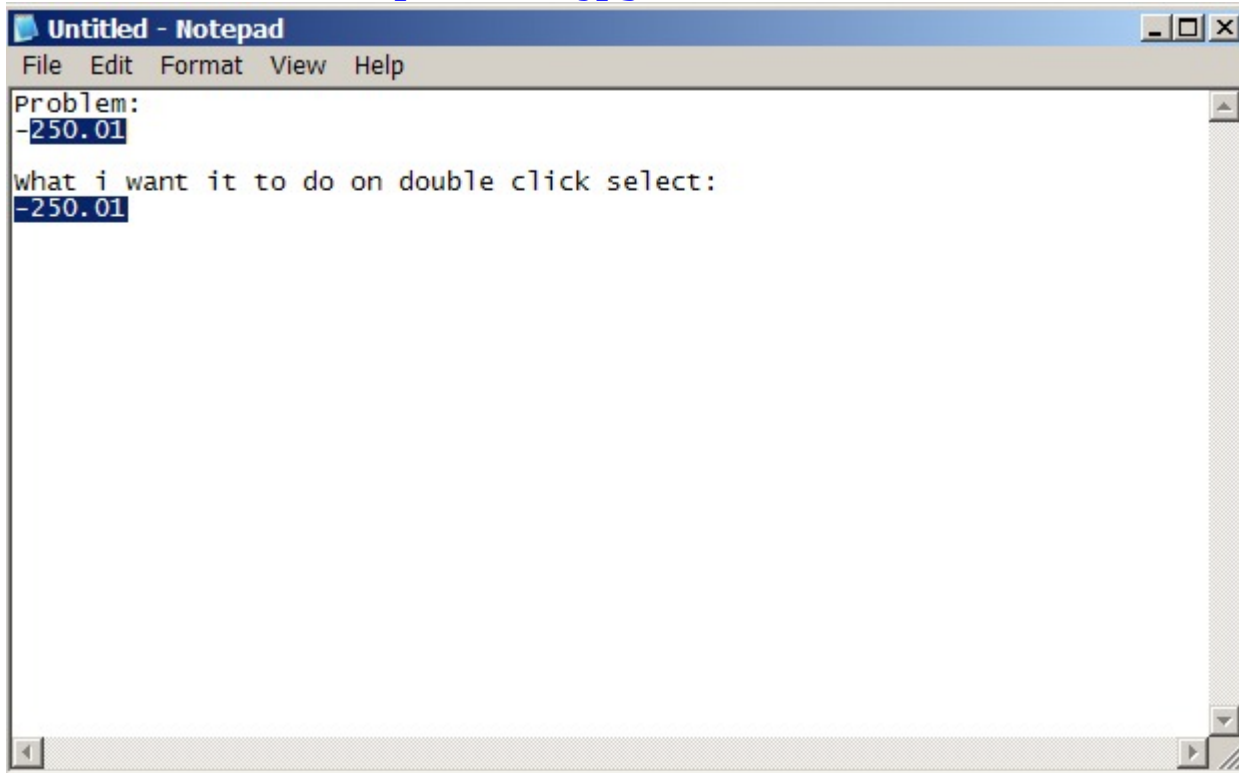 Untitled - Notepad
File Edit Format View Help
Problem:
-250.01
what i want it to do on double click select:
-250.01